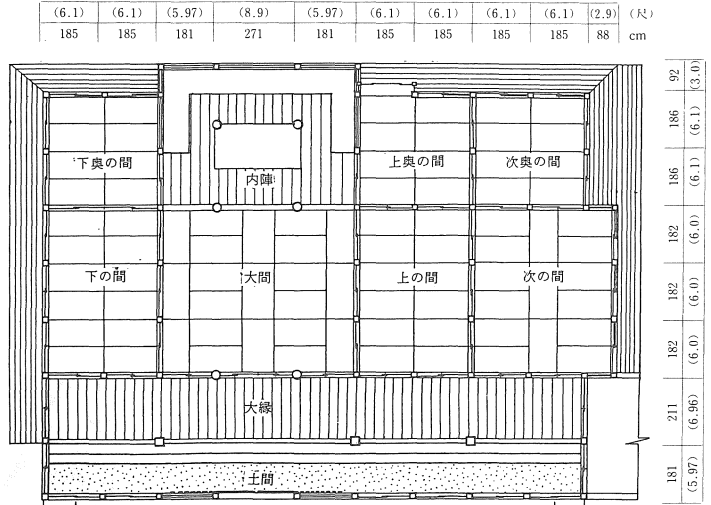 (6.1) (6.1) (5.97) (8.9) (5.97) (6.1) (6.1) (6.1) (6.1) (2.9) (尺)
185 185 181 271 181 185 185 185 185 88 cm
92 (3.0)
186 (6.1)
下奥の間 内陣 上奥の間 次奥の間
186 (6.1)
182 (6.0)
下の間 大間 上の間 次の間
182 (6.0)
182 (6.0)
大縁
211 (6.96)
土間
181 (5.97)